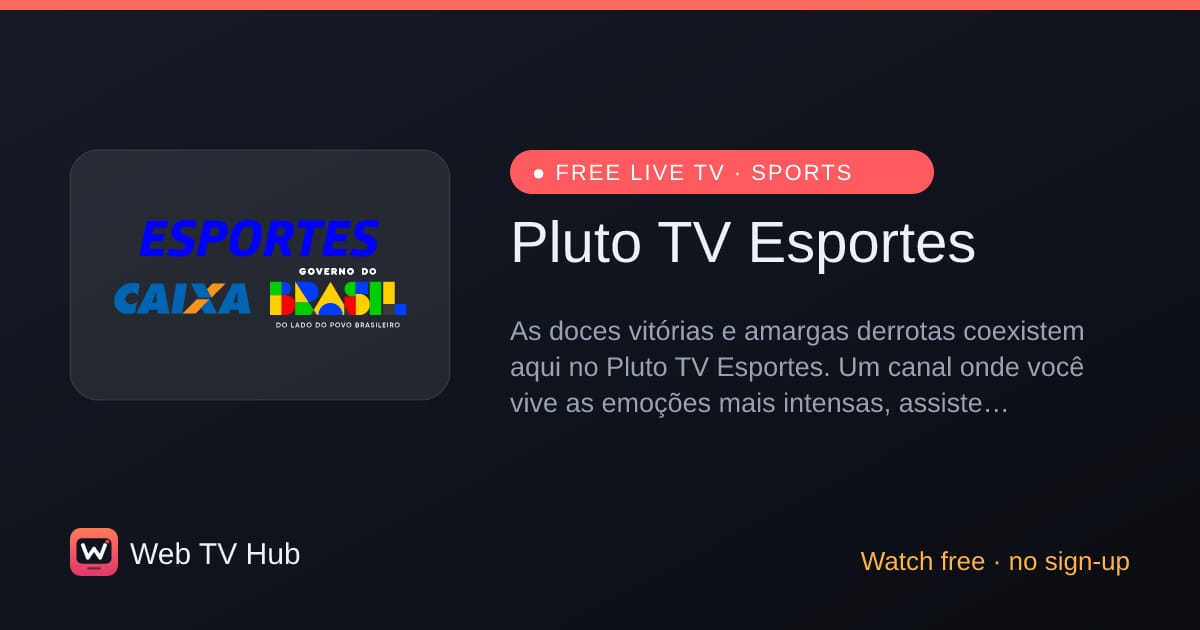 ESPORTES
GOVERNO DO
CAIXA BRASIL
DO LADO DO POVO BRASILEIRO
FREE LIVE TV · SPORTS
Pluto TV Esportes
As doces vitórias e amargas derrotas coexistem
aqui no Pluto TV Esportes. Um canal onde você
vive as emoções mais intensas, assiste…
W Web TV Hub
Watch free · no sign-up